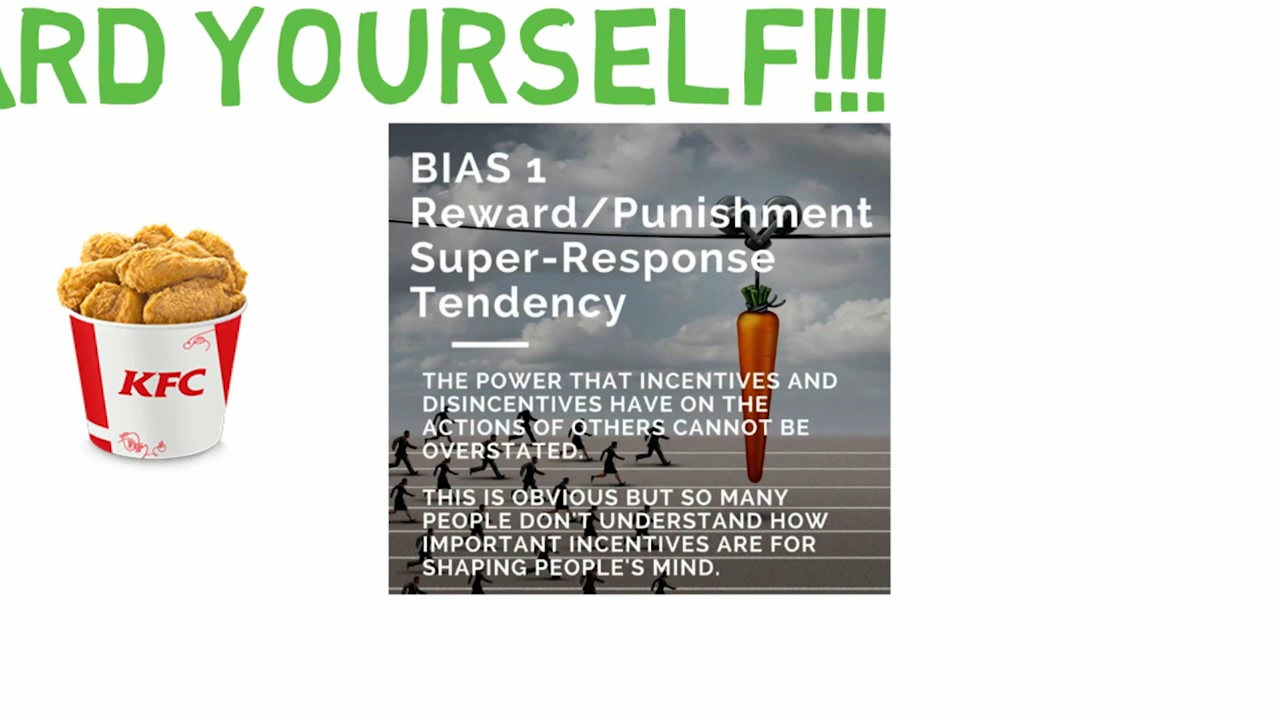 ARD YOURSELF!!!
BIAS 1
Reward/Punishment
Super-Response
Tendency
THE POWER THAT INCENTIVES AND
DISINCENTIVES HAVE ON THE
ACTIONS OF OTHERS CANNOT BE
OVERSTATED.
THIS IS OBVIOUS BUT SO MANY
PEOPLE DON'T UNDERSTAND HOW
IMPORTANT INCENTIVES ARE FOR
SHAPING PEOPLE'S MIND.
KFC